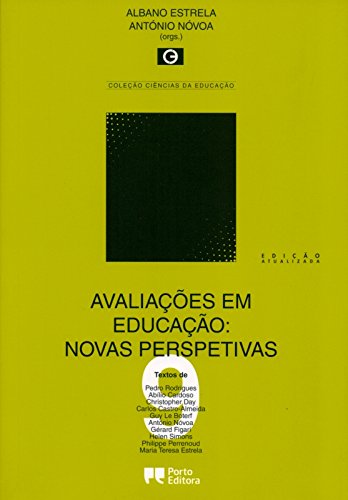 ALBANO ESTRELA
ANTÓNIO NÓVOA
(orgs.)
COLEÇÃO CIÊNCIAS DA EDUCAÇÃO
EDIÇÃO
ATUALIZADA
AVALIAÇÕES EM
EDUCAÇÃO:
NOVAS PERSPETIVAS
9
Textos de
Pedro Rodrigues
Abílio Cardoso
Christopher Day
Carlos Castro-Almeida
Guy Le Boterf
António Nóvoa
Gérard Figari
Helen Simons
Philippe Perrenoud
Maria Teresa Estrela
Porto
Editora